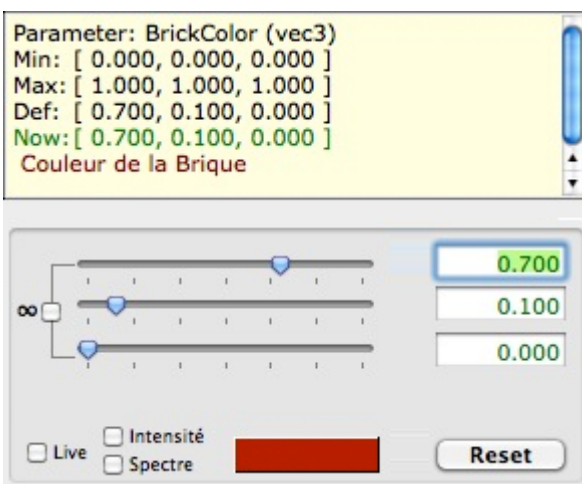 Parameter: BrickColor (vec3)
Min: [ 0.000, 0.000, 0.000 ]
Max: [ 1.000, 1.000, 1.000 ]
Def: [ 0.700, 0.100, 0.000 ]
Now: [ 0.700, 0.100, 0.000 ]
Couleur de la Brique
0.700
∞ 0.100
0.000
Live
Intensité
Spectre
Reset